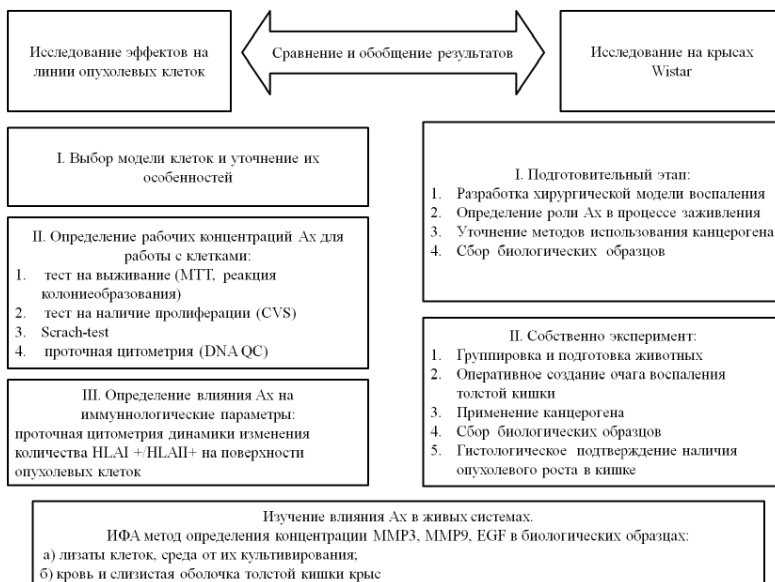 Исследование эффектов на
линии опухолевых клеток
Сравнение и обобщение результатов
Исследование на крысах
Wistar
I. Выбор модели клеток и уточнение их
особенностей
II. Определение рабочих концентраций Ах для
работы с клетками:
1. тест на выживание (МТТ, реакция
колониеобразования)
2. тест на наличие пролиферации (CVS)
3. Scrach-test
4. проточная цитометрия (DNA QC)
III. Определение влияния Ах на
иммуннологические параметры:
проточная цитометрия динамики изменения
количества HLAI +/HLAII+ на поверхности
опухолевых клеток
I. Подготовительный этап:
1. Разработка хирургической модели воспаления
2. Определение роли Ах в процессе заживления
3. Уточнение методов использования канцерогена
4. Сбор биологических образцов
II. Собственно эксперимент:
1. Группировка и подготовка животных
2. Оперативное создание очага воспаления
толстой кишки
3. Применение канцерогена
4. Сбор биологических образцов
5. Гистологическое подтверждение наличия
опухолевого роста в кишке
Изучение влияния Ах в живых системах.
ИФА метод определения концентрации ММР3, ММР9, EGF в биологических образцах:
а) лизаты клеток, среда от их культивирования;
б) кровь и слизистая оболочка толстой кишки крыс